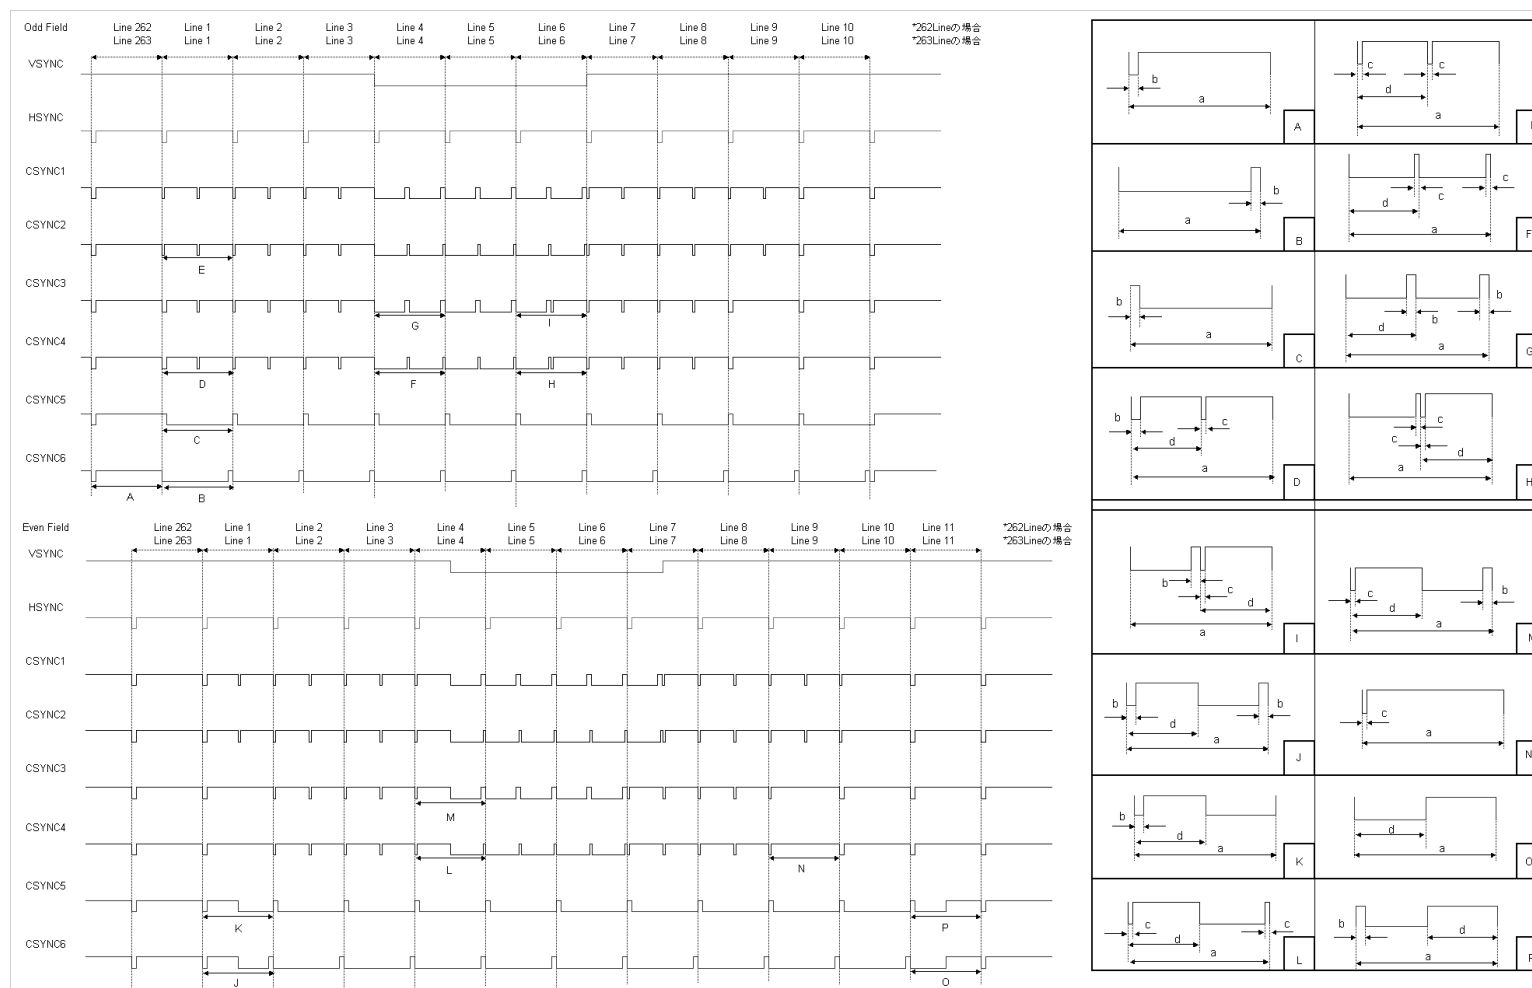 Odd Field Line 262 Line 1 Line 2 Line 3 Line 4 Line 5 Line 6 Line 7 Line 8 Line 9 Line 10 *262Lineの場合
Line 263 Line 1 Line 2 Line 3 Line 4 Line 5 Line 6 Line 7 Line 8 Line 9 Line 10 *263Lineの場合
VSYNC
HSYNC
CSYNC1
CSYNC2
E
CSYNC3
G I
CSYNC4
D F H
CSYNC5
C
CSYNC6
A B
Even Field Line 262 Line 1 Line 2 Line 3 Line 4 Line 5 Line 6 Line 7 Line 8 Line 9 Line 10 Line 11 *262Lineの場合
Line 263 Line 1 Line 2 Line 3 Line 4 Line 5 Line 6 Line 7 Line 8 Line 9 Line 10 Line 11 *263Lineの場合
VSYNC
HSYNC
CSYNC1
CSYNC2
CSYNC3
M
CSYNC4
L N
CSYNC5
K P
CSYNC6
J O
b
a
A
c c
d
a
b
a
B
c
c
d
a
F
b
a
C
b
b
d
a
G
b c
d
a
D
c
c d
a
H
b
c
d
a
I
c b
d
a
b b
d
a
J
c
a
N
b
d
a
K
d
a
O
c c
d
a
L
b
d
a